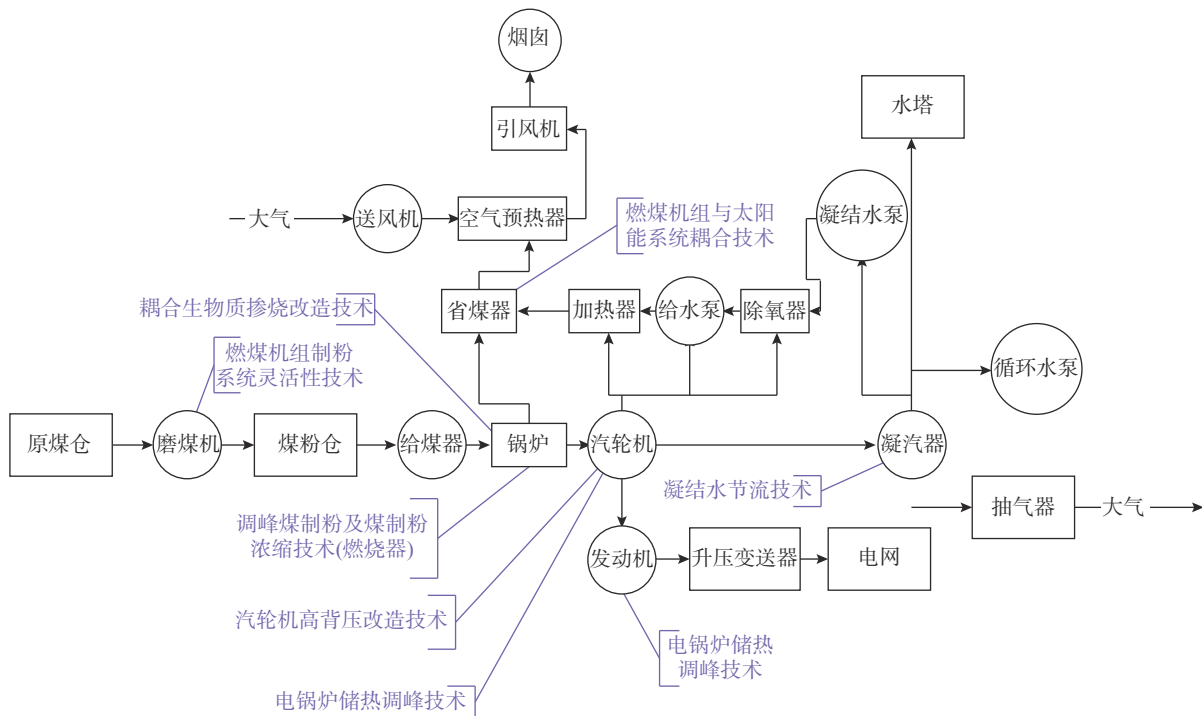 烟囱
水塔
引风机
大气
送风机
空气预热器
燃煤机组与太阳
能系统耦合技术
凝结水泵
耦合生物质掺烧改造技术
省煤器
加热器
给水泵
除氧器
燃煤机组制粉
系统灵活性技术
循环水泵
原煤仓
磨煤机
煤粉仓
给煤器
锅炉
汽轮机
凝汽器
凝结水节流技术
调峰煤制粉及煤制粉
浓缩技术(燃烧器)
抽气器
大气
发动机
升压变送器
电网
汽轮机高背压改造技术
电锅炉储热
调峰技术
电锅炉储热调峰技术